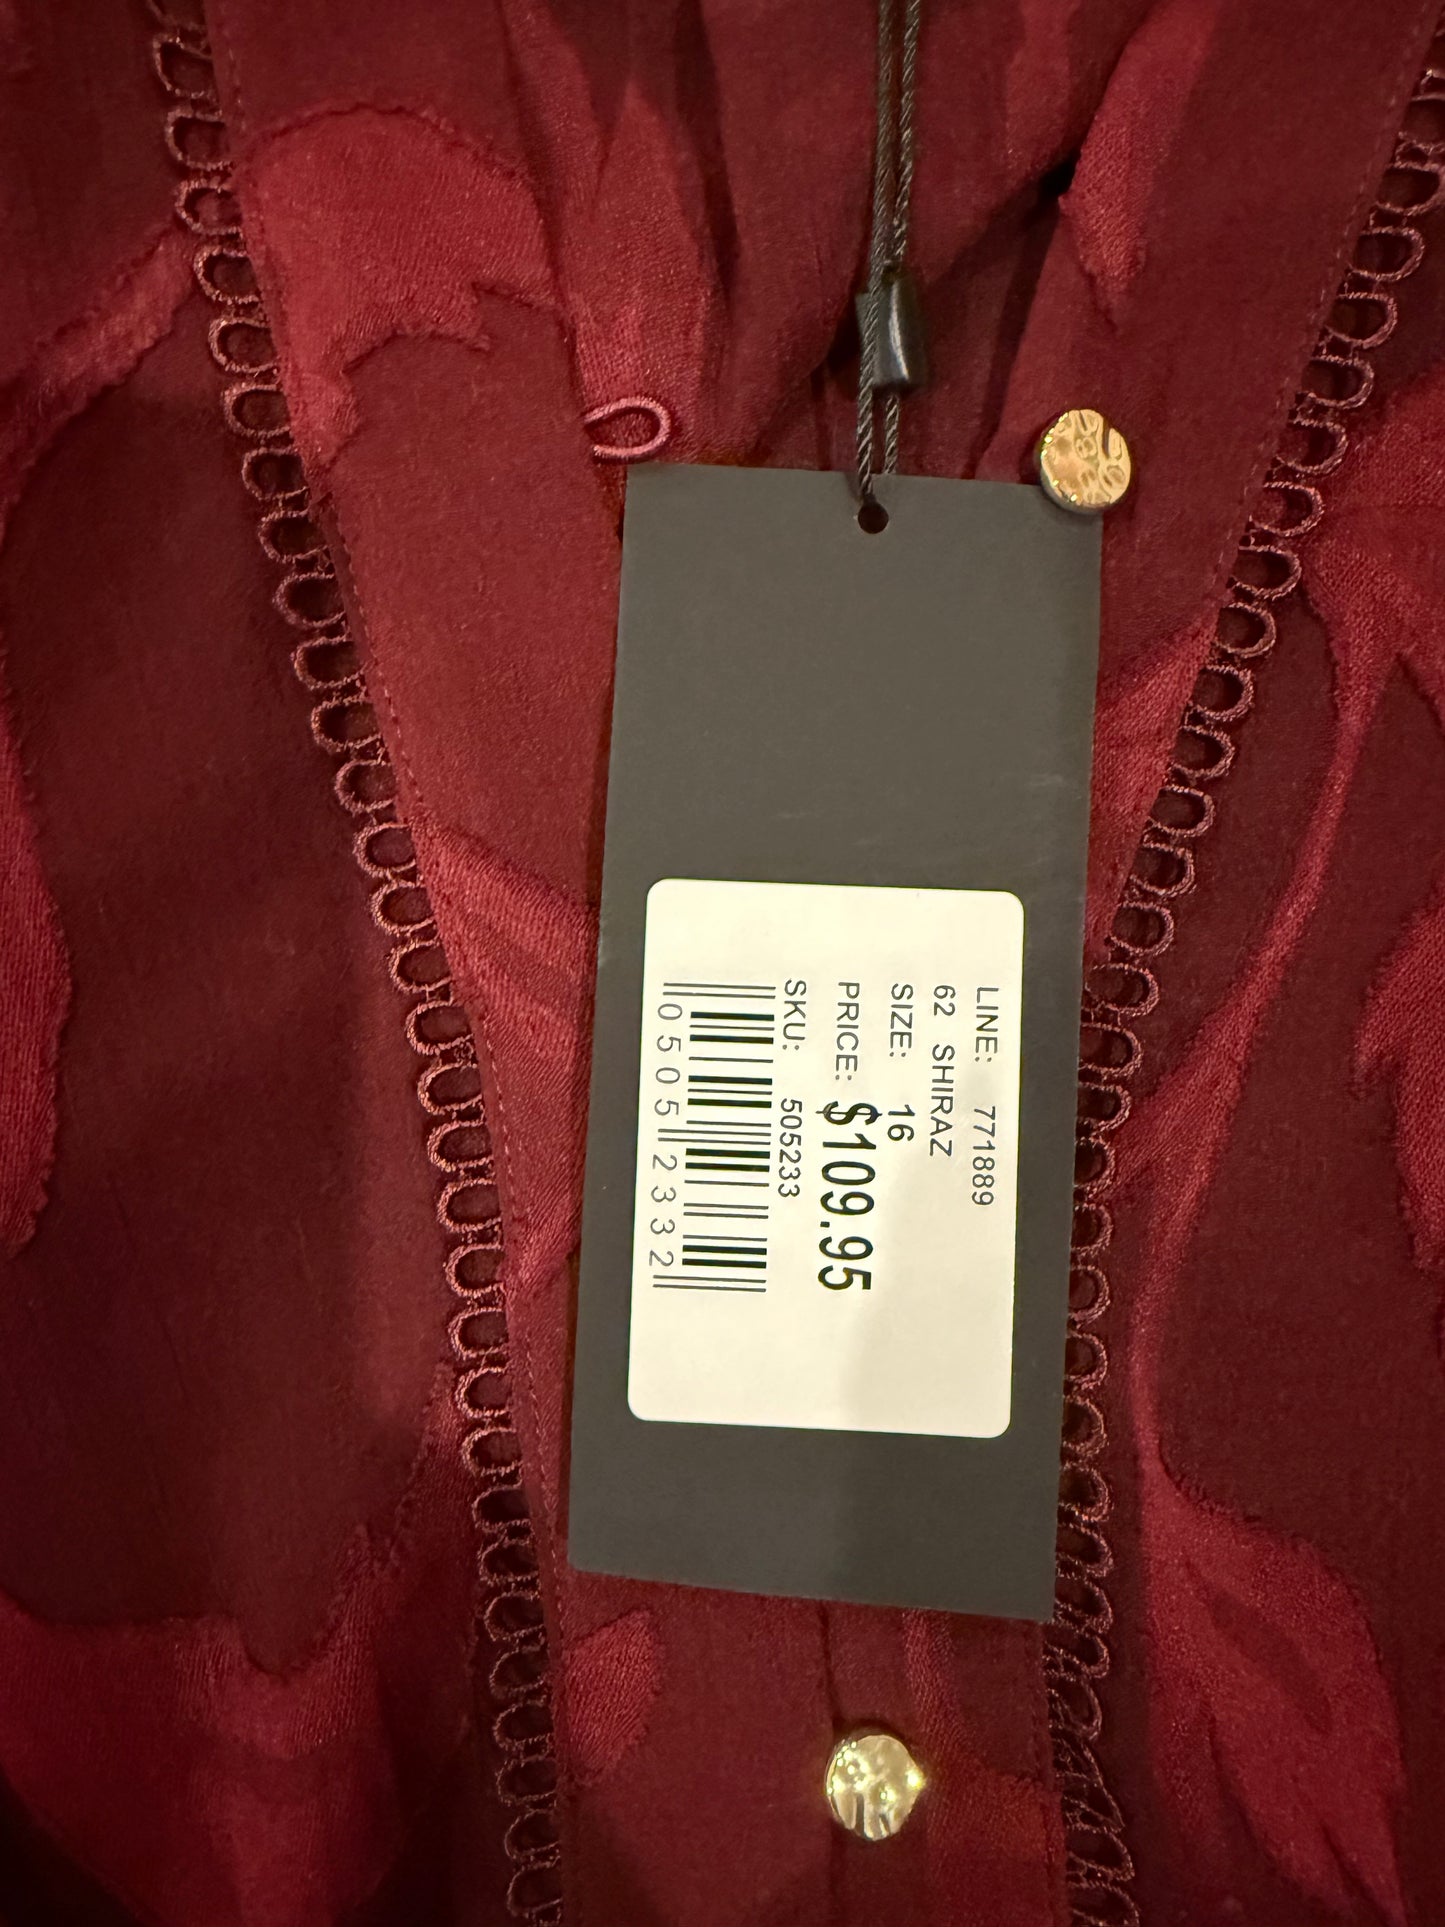 LINE: 771889
62 SHIRAZ
SIZE: 16
PRICE: $109.95
SKU: 505233
05052332